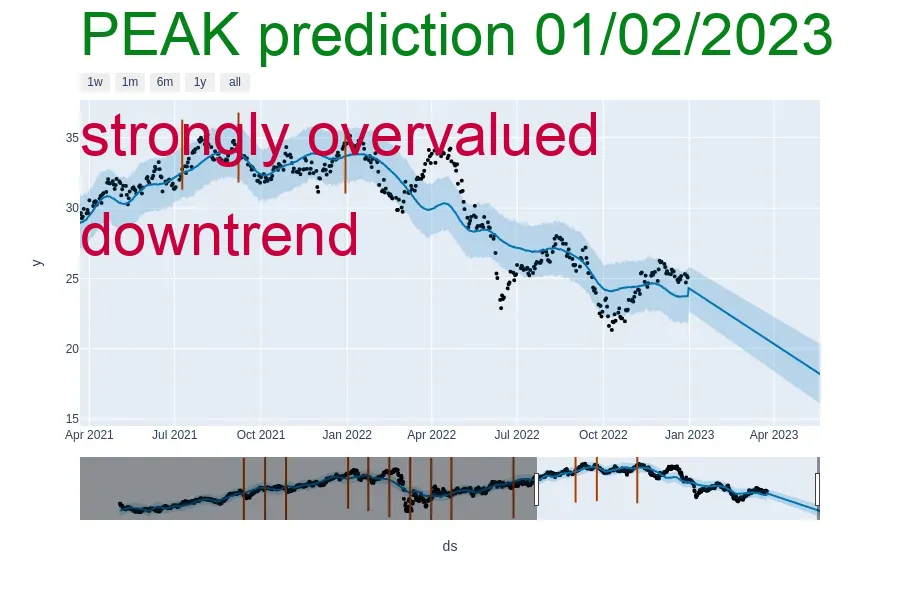 PEAK prediction 01/02/2023
1w 1m 6m 1y all
strongly overvalued
downtrend
35
30
25
20
15
y
Apr 2021 Jul 2021 Oct 2021 Jan 2022 Apr 2022 Jul 2022 Oct 2022 Jan 2023 Apr 2023
ds